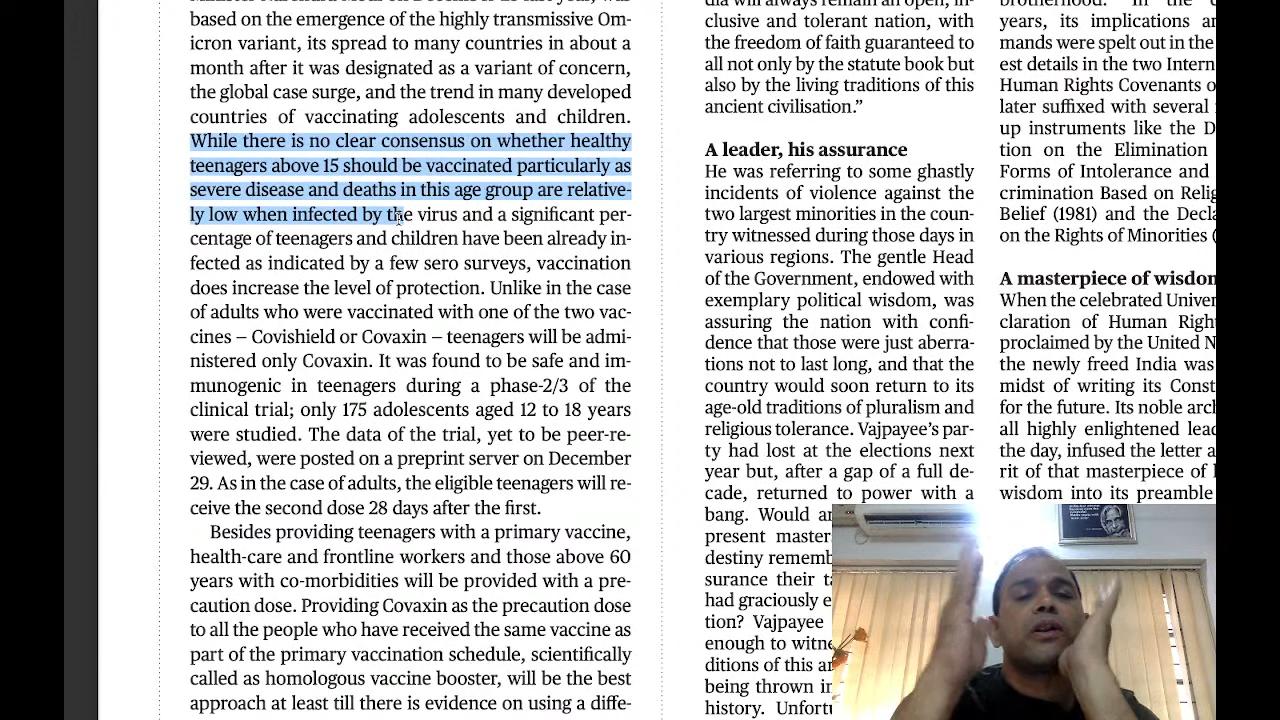 Minister Narendra Modi on December 25 last year, was
based on the emergence of the highly transmissive Om-
icron variant, its spread to many countries in about a
month after it was designated as a variant of concern,
the global case surge, and the trend in many developed
countries of vaccinating adolescents and children.
While there is no clear consensus on whether healthy
teenagers above 15 should be vaccinated particularly as
severe disease and deaths in this age group are relative-
ly low when infected by the virus and a significant per-
centage of teenagers and children have been already in-
fected as indicated by a few sero surveys, vaccination
does increase the level of protection. Unlike in the case
of adults who were vaccinated with one of the two vac-
cines – Covishield or Covaxin – teenagers will be admi-
nistered only Covaxin. It was found to be safe and im-
munogenic in teenagers during a phase-2/3 of the
clinical trial; only 175 adolescents aged 12 to 18 years
were studied. The data of the trial, yet to be peer-re-
viewed, were posted on a preprint server on December
29. As in the case of adults, the eligible teenagers will re-
ceive the second dose 28 days after the first.
Besides providing teenagers with a primary vaccine,
health-care and frontline workers and those above 60
years with co-morbidities will be provided with a pre-
caution dose. Providing Covaxin as the precaution dose
to all the people who have received the same vaccine as
part of the primary vaccination schedule, scientifically
called as homologous vaccine booster, will be the best
approach at least till there is evidence on using a diffe-
dia will always remain an open, in-
clusive and tolerant nation, with
the freedom of faith guaranteed to
all not only by the statute book but
also by the living traditions of this
ancient civilisation.”
A leader, his assurance
He was referring to some ghastly
incidents of violence against the
two largest minorities in the coun-
try witnessed during those days in
various regions. The gentle Head
of the Government, endowed with
exemplary political wisdom, was
assuring the nation with confi-
dence that those were just aberra-
tions not to last long, and that the
country would soon return to its
age-old traditions of pluralism and
religious tolerance. Vajpayee’s par-
ty had lost at the elections next
year but, after a gap of a full de-
cade, returned to power with a
bang. Would
present master
destiny rememb
surance their
had graciously e
tion? Vajpayee
enough to witne
ditions of this
being thrown in
history. Unfort
brotherhood. In the
years, its implications
mands were spelt out in the
est details in the two Intern
Human Rights Covenants o
later suffixed with several
up instruments like the D
tion on the Elimination
Forms of Intolerance and
crimination Based on Relig
Belief (1981) and the Decla
on the Rights of Minorities (
A masterpiece of wisdom
When the celebrated Univer
claration of Human Righ
proclaimed by the United N
the newly freed India was
midst of writing its Const
for the future. Its noble arch
all highly enlightened lead
the day, infused the letter a
rit of that masterpiece of
wisdom into its preamble